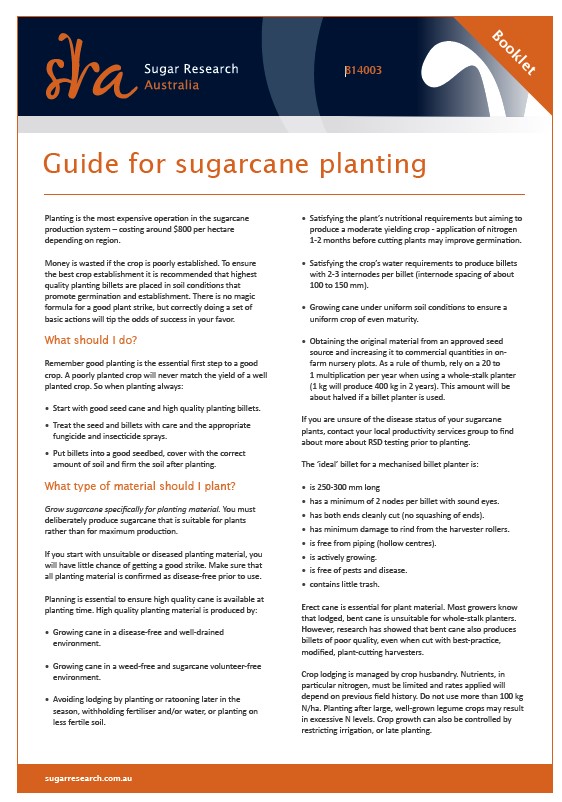 sra
Sugar Research
Australia
B14003
Booklet
Guide for sugarcane planting
Planting is the most expensive operation in the sugarcane
production system – costing around $800 per hectare
depending on region.
Money is wasted if the crop is poorly established. To ensure
the best crop establishment it is recommended that highest
quality planting billets are placed in soil conditions that
promote germination and establishment. There is no magic
formula for a good plant strike, but correctly doing a set of
basic actions will tip the odds of success in your favor.
What should I do?
Remember good planting is the essential first step to a good
crop. A poorly planted crop will never match the yield of a well
planted crop. So when planting always:
• Start with good seed cane and high quality planting billets.
• Treat the seed and billets with care and the appropriate
fungicide and insecticide sprays.
• Put billets into a good seedbed, cover with the correct
amount of soil and firm the soil after planting.
What type of material should I plant?
Grow sugarcane specifically for planting material. You must
deliberately produce sugarcane that is suitable for plants
rather than for maximum production.
If you start with unsuitable or diseased planting material, you
will have little chance of getting a good strike. Make sure that
all planting material is confirmed as disease-free prior to use.
Planning is essential to ensure high quality cane is available at
planting time. High quality planting material is produced by:
• Growing cane in a disease-free and well-drained
environment.
• Growing cane in a weed-free and sugarcane volunteer-free
environment.
• Avoiding lodging by planting or ratooning later in the
season, withholding fertiliser and/or water, or planting on
less fertile soil.
• Satisfying the plant's nutritional requirements but aiming to
produce a moderate yielding crop - application of nitrogen
1-2 months before cutting plants may improve germination.
• Satisfying the crop's water requirements to produce billets
with 2-3 internodes per billet (internode spacing of about
100 to 150 mm).
• Growing cane under uniform soil conditions to ensure a
uniform crop of even maturity.
• Obtaining the original material from an approved seed
source and increasing it to commercial quantities in on-
farm nursery plots. As a rule of thumb, rely on a 20 to
1 multiplication per year when using a whole-stalk planter
(1 kg will produce 400 kg in 2 years). This amount will be
about halved if a billet planter is used.
If you are unsure of the disease status of your sugarcane
plants, contact your local productivity services group to find
about more about RSD testing prior to planting.
The 'ideal' billet for a mechanised billet planter is:
• is 250-300 mm long
• has a minimum of 2 nodes per billet with sound eyes.
• has both ends cleanly cut (no squashing of ends).
• has minimum damage to rind from the harvester rollers.
• is free from piping (hollow centres).
• is actively growing.
• is free of pests and disease.
• contains little trash.
Erect cane is essential for plant material. Most growers know
that lodged, bent cane is unsuitable for whole-stalk planters.
However, research has showed that bent cane also produces
billets of poor quality, even when cut with best-practice,
modified, plant-cutting harvesters.
Crop lodging is managed by crop husbandry. Nutrients, in
particular nitrogen, must be limited and rates applied will
depend on previous field history. Do not use more than 100 kg
N/ha. Planting after large, well-grown legume crops may result
in excessive N levels. Crop growth can also be controlled by
restricting irrigation, or late planting.
sugarresearch.com.au